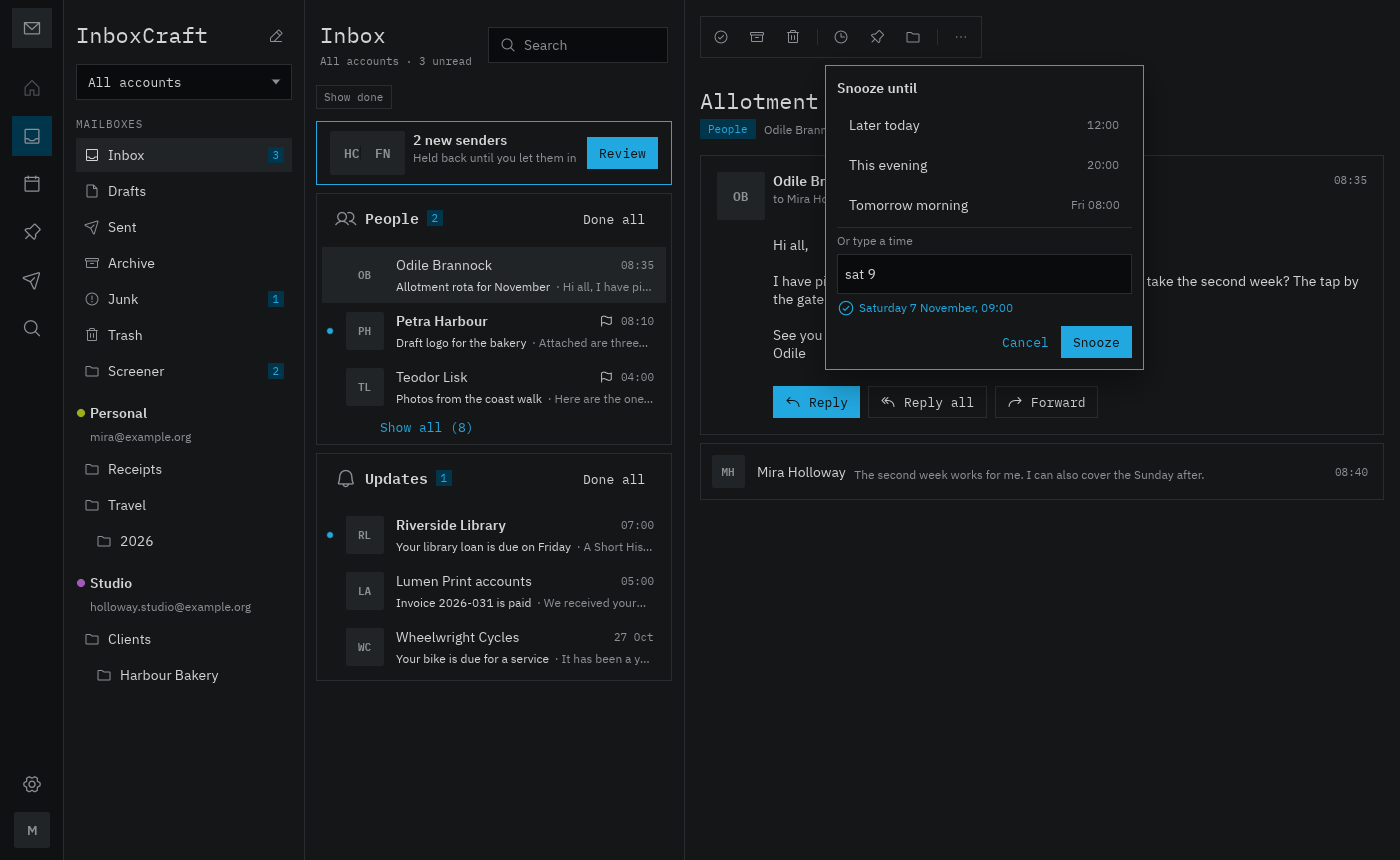 InboxCraft
All accounts
MAILBOXES
Inbox 3
Drafts
Sent
Archive
Junk 1
Trash
Screener 2
Personal
mira@example.org
Receipts
Travel
2026
Studio
holloway.studio@example.org
Clients
Harbour Bakery
M
Inbox
All accounts · 3 unread
Search
Show done
HC FN
2 new senders
Held back until you let them in
Review
People 2 Done all
OB
Odile Brannock 08:35
Allotment rota for November · Hi all, I have pi…
PH
Petra Harbour 08:10
Draft logo for the bakery · Attached are three…
TL
Teodor Lisk 04:00
Photos from the coast walk · Here are the one…
Show all (8)
Updates 1 Done all
RL
Riverside Library 07:00
Your library loan is due on Friday · A Short His…
LA
Lumen Print accounts 05:00
Invoice 2026-031 is paid · We received your…
WC
Wheelwright Cycles 27 Oct
Your bike is due for a service · It has been a y…
Allotment
People Odile Brann
OB
Odile Br 08:35
to Mira Ho
Hi all,
I have pi take the second week? The tap by
the gate
See you
Odile
Snooze until
Later today 12:00
This evening 20:00
Tomorrow morning Fri 08:00
Or type a time
sat 9
Saturday 7 November, 09:00
Cancel Snooze
Reply Reply all Forward
MH Mira Holloway The second week works for me. I can also cover the Sunday after. 08:40